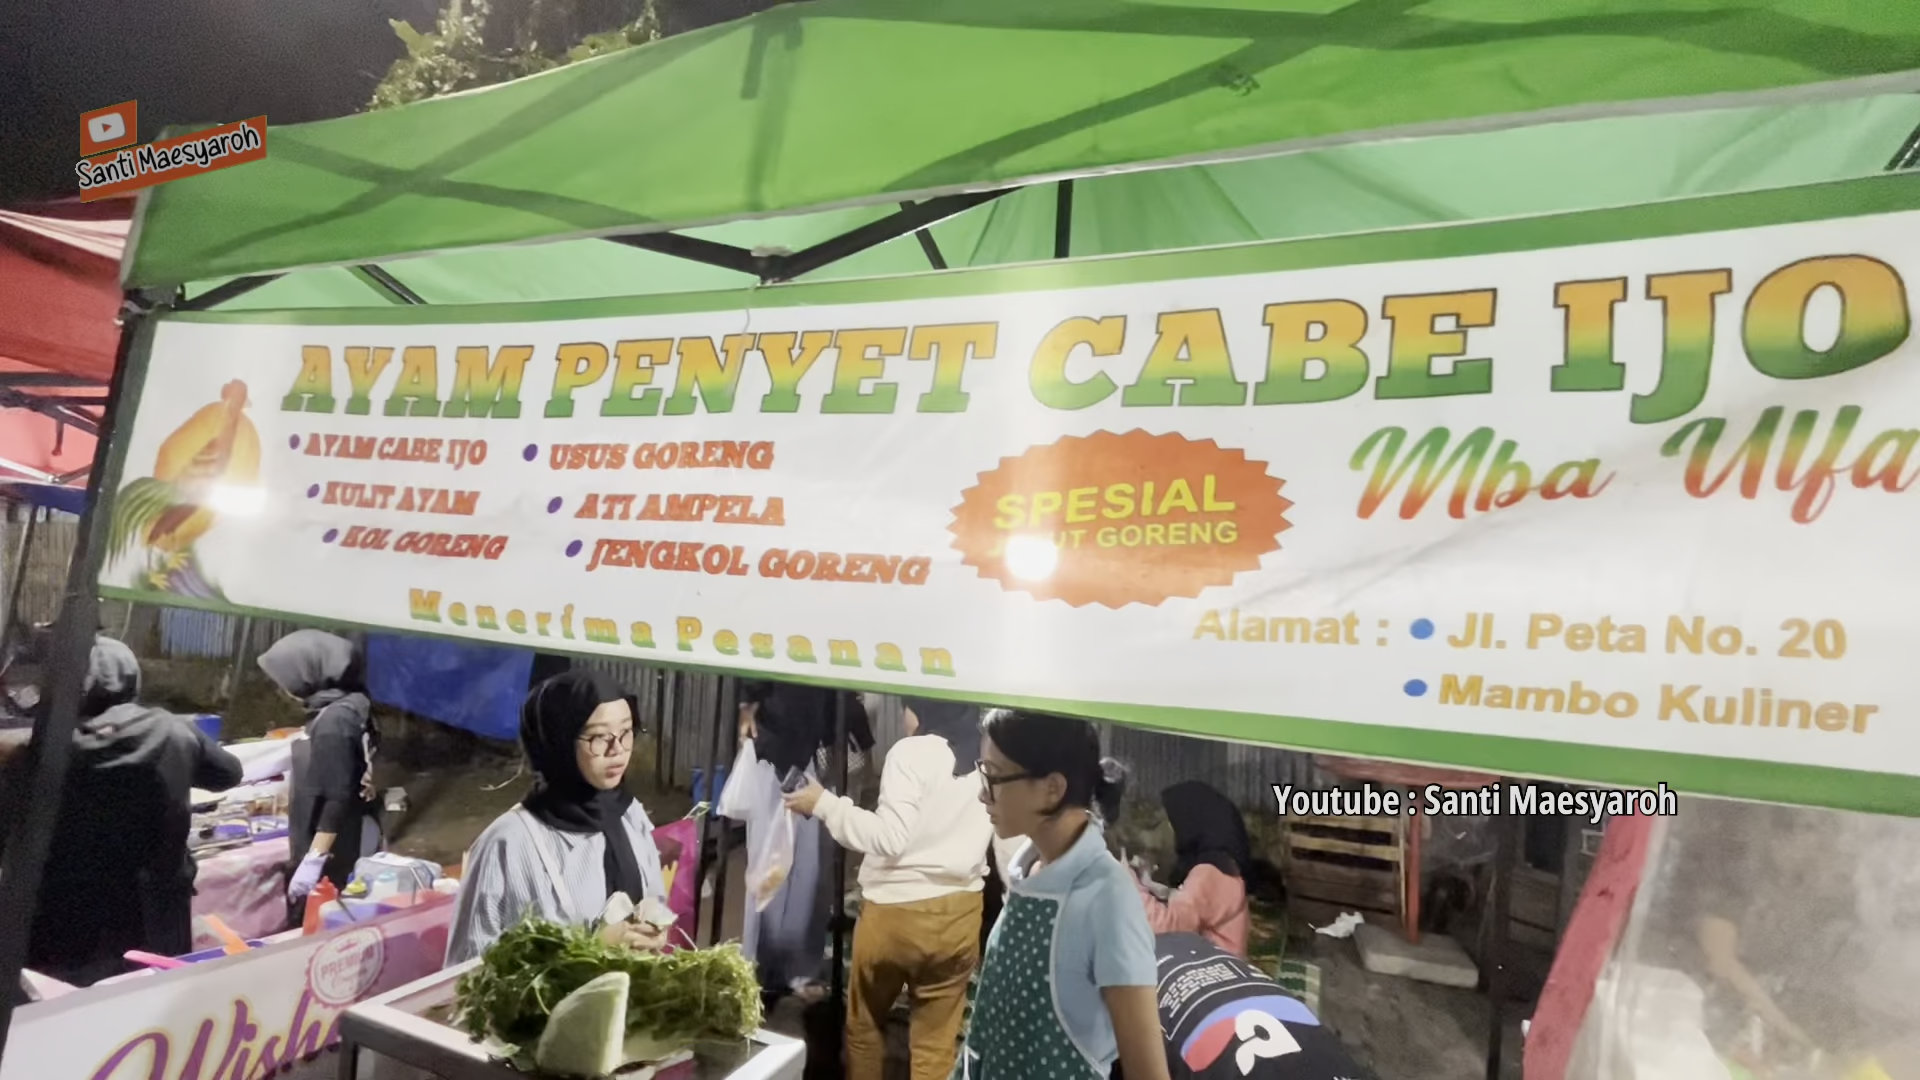 Santi Maesyaroh
AYAM PENYET CABE IJO
Mba Ulfa
AYAM CABE IJO
KULIT AYAM
KOL GORENG
USUS GORENG
ATI AMPELA
JENGKOL GORENG
Menerima Pesanan
SPESIAL
GORENG
Alamat : • Jl. Peta No. 20
• Mambo Kuliner
Youtube : Santi Maesyaroh
PREMIUM